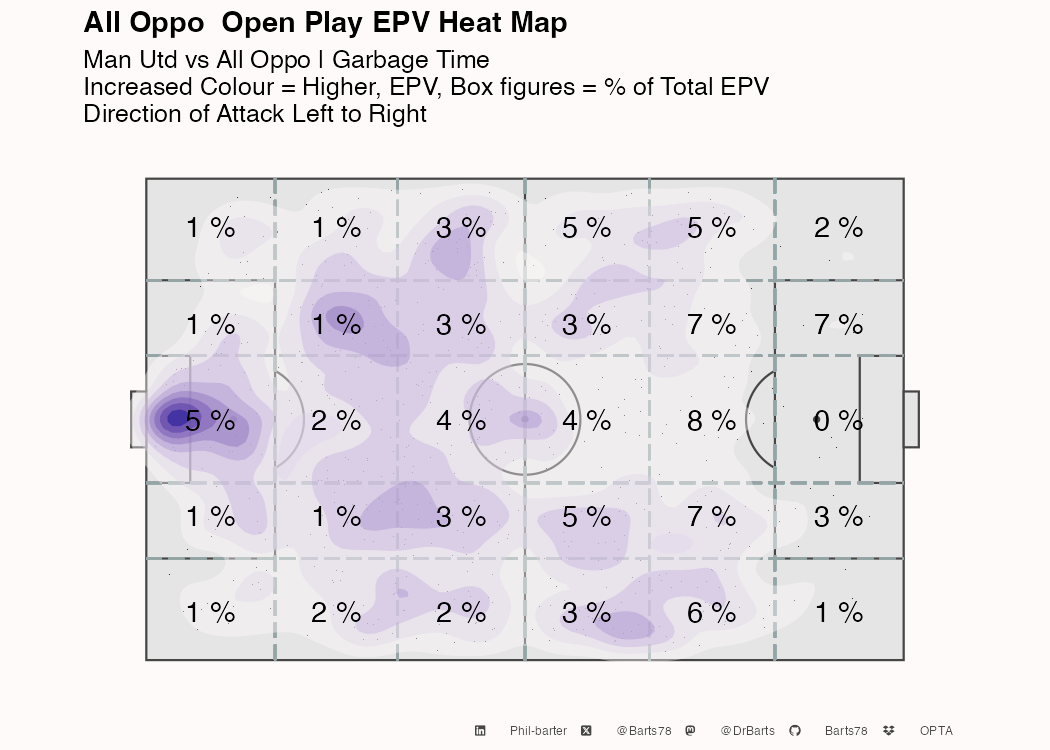 All Oppo  Open Play EPV Heat Map
Man Utd vs All Oppo | Garbage Time
Increased Colour = Higher, EPV, Box figures = % of Total EPV
Direction of Attack Left to Right
1 % 1 % 3 % 5 % 5 % 2 %
1 % 1 % 3 % 3 % 7 % 7 %
5 % 2 % 4 % 4 % 8 % 0 %
1 % 1 % 3 % 5 % 7 % 3 %
1 % 2 % 2 % 3 % 6 % 1 %
Phil-barter @Barts78 @DrBarts Barts78 OPTA